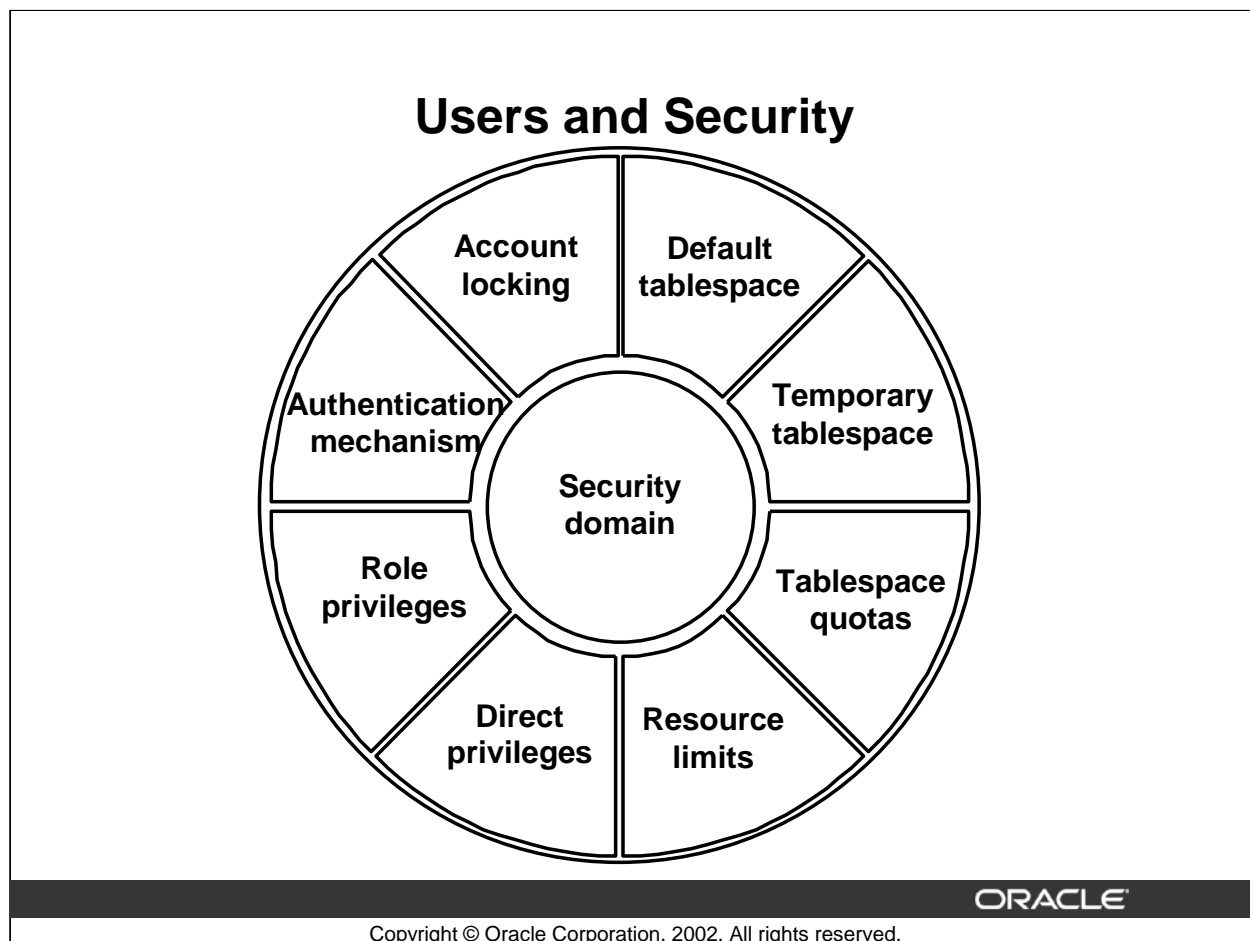 Users and Security
Account
locking
Default
tablespace
Temporary
tablespace
Tablespace
quotas
Resource
limits
Direct
privileges
Role
privileges
Authentication
mechanism
Security
domain
ORACLE®
Copyright © Oracle Corporation, 2002. All rights reserved.